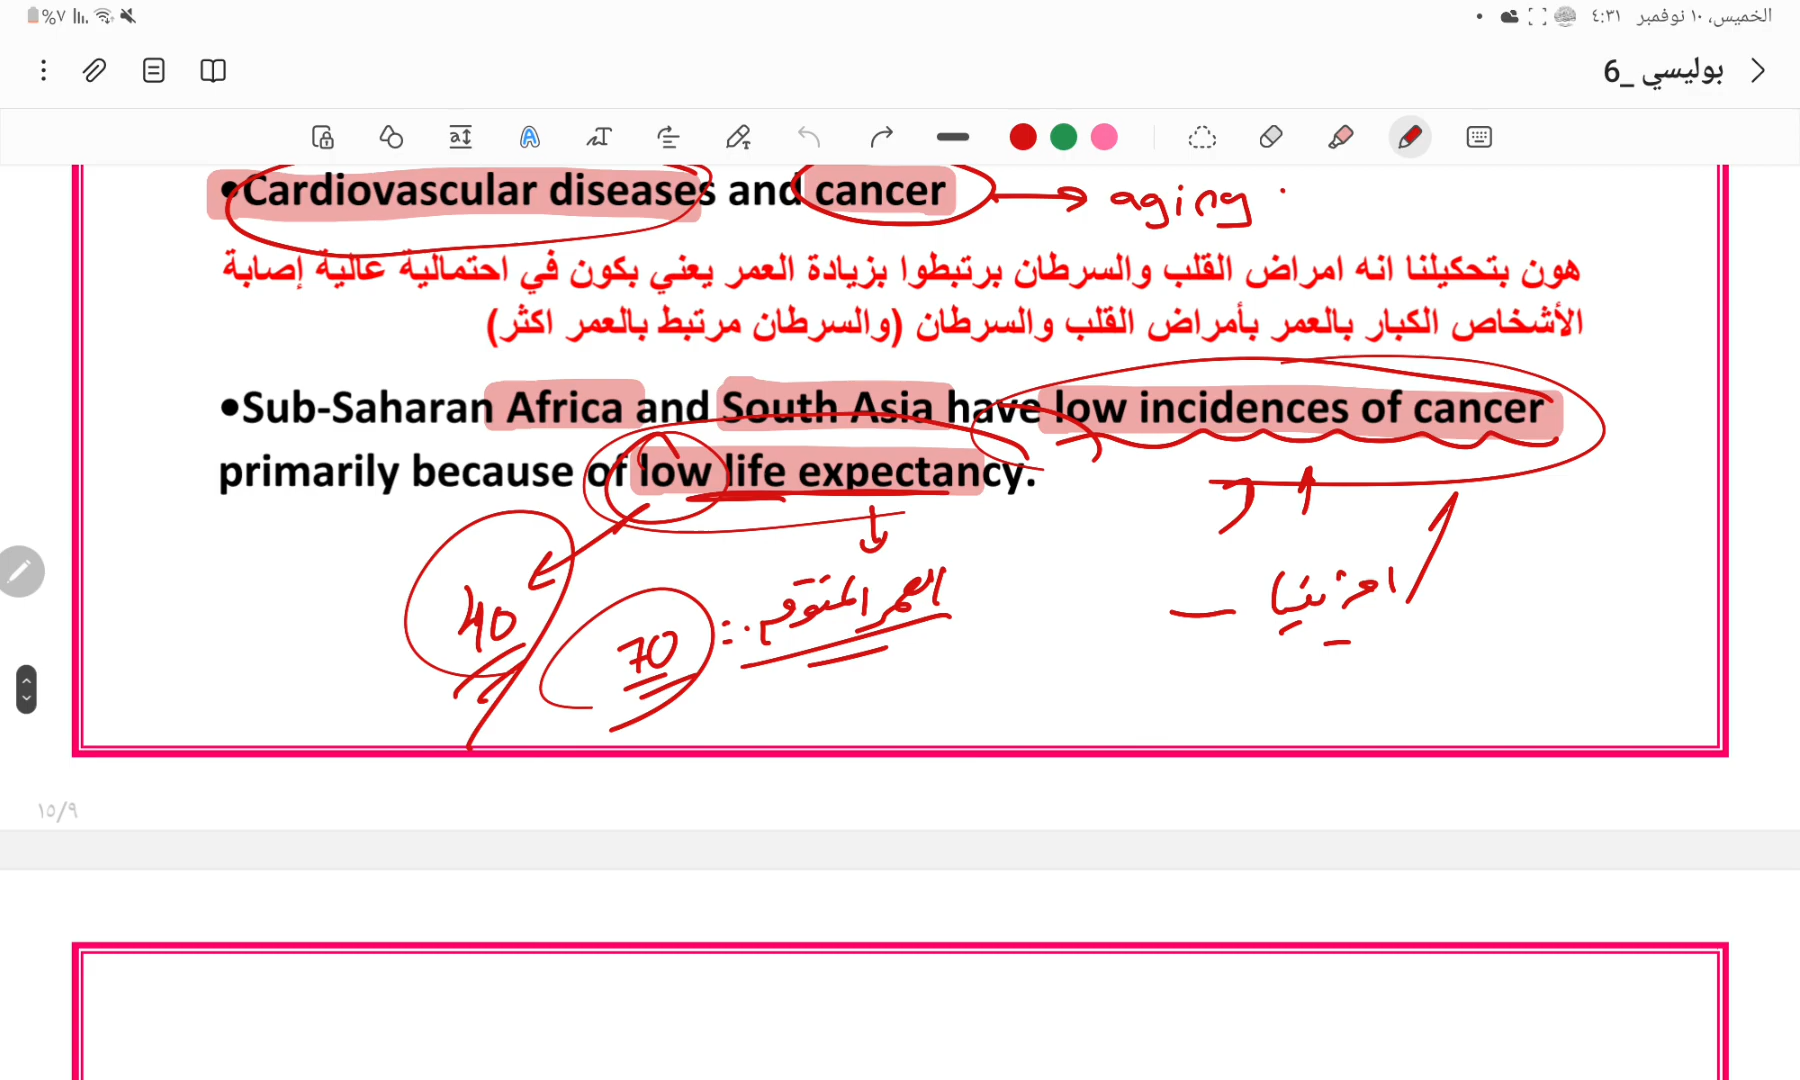 الخميس، ١٠ نوفمبر ٤:٣١
%٧
بوليسي _6
•Cardiovascular diseases and cancer → aging
هون بتحكيلنا انه امراض القلب والسرطان برتبطوا بزيادة العمر يعني بكون في احتمالية عالية إصابة
الأشخاص الكبار بالعمر بأمراض القلب والسرطان (والسرطان مرتبط بالعمر اكثر)
•Sub-Saharan Africa and South Asia have low incidences of cancer
primarily because of low life expectancy.
العمر المتوقع :
70
40
١٥/٩